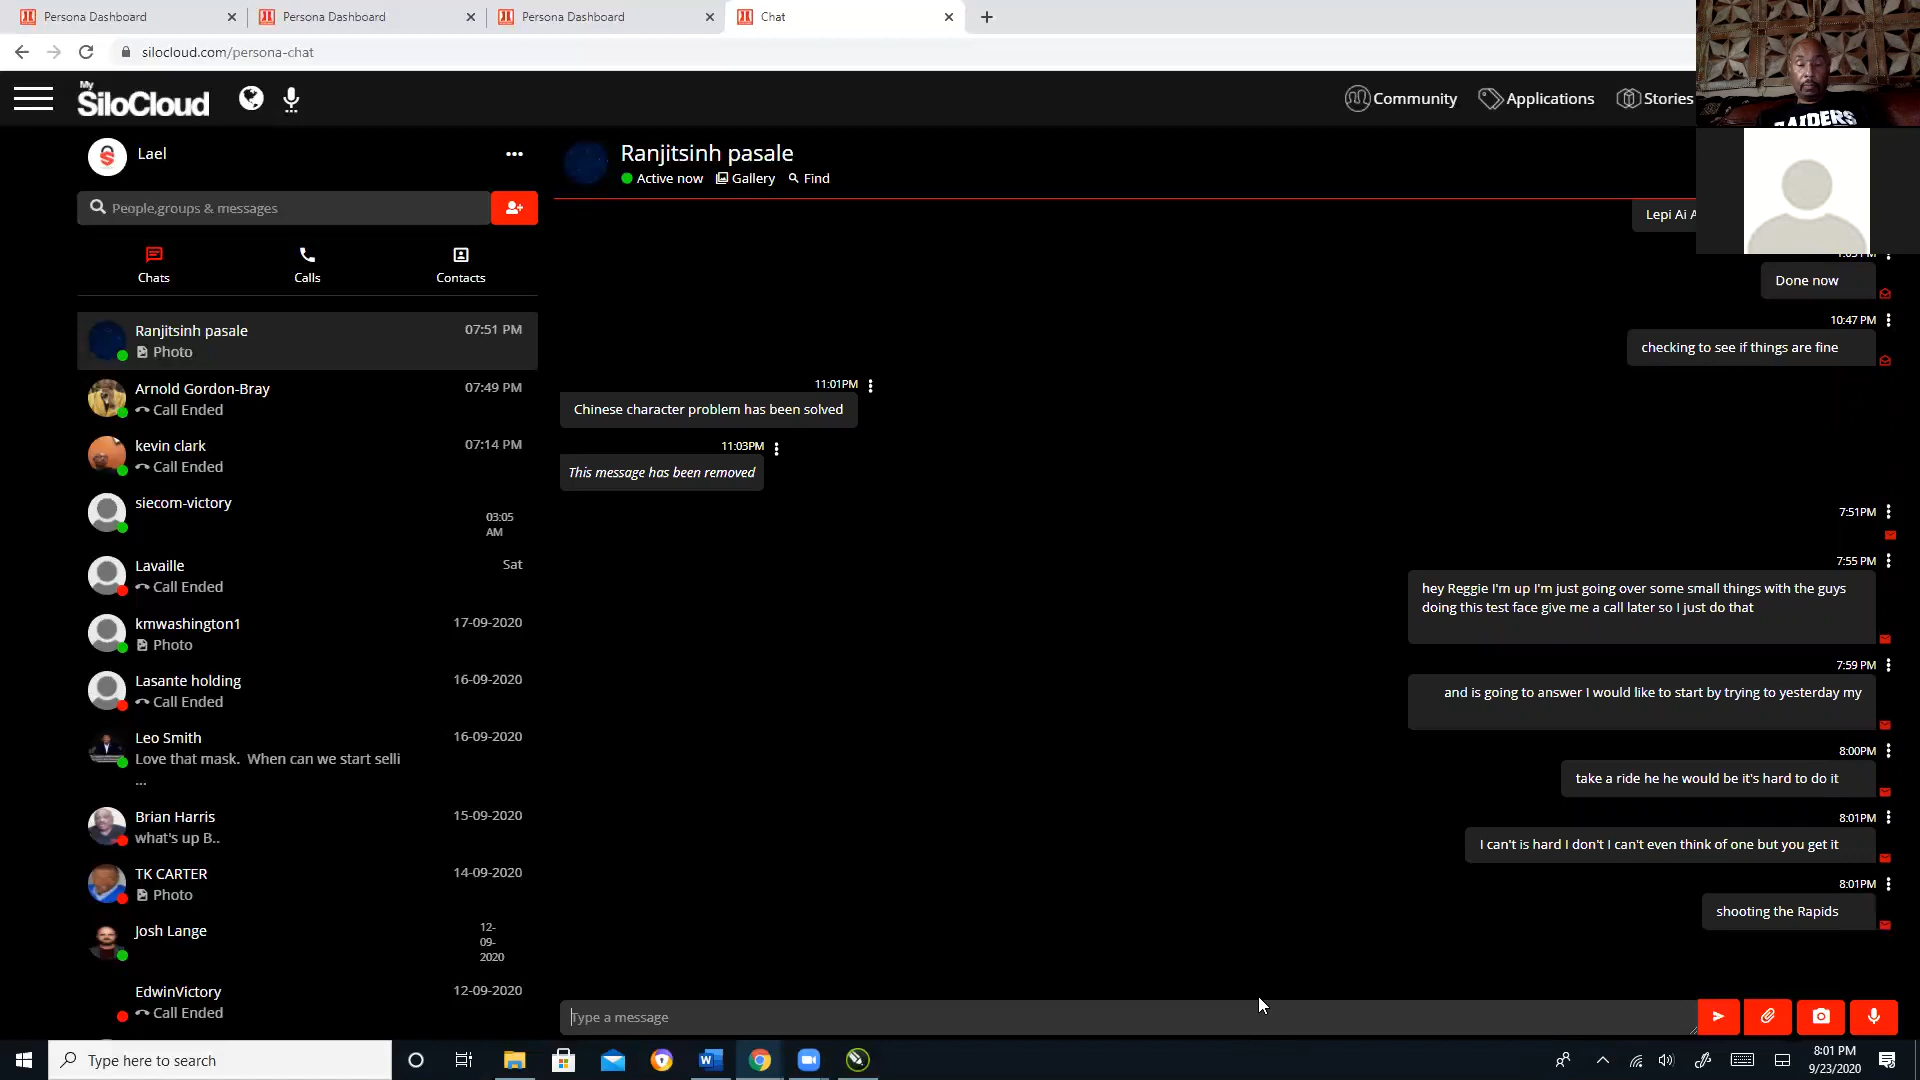 Persona Dashboard
Persona Dashboard
Persona Dashboard
Chat
silocloud.com/persona-chat
My
SiloCloud
Community
Applications
Stories
RAIDERS
Lael
Ranjitsinh pasale
Active now
Gallery
Find
People,groups & messages
Chats
Calls
Contacts
Ranjitsinh pasale
07:51 PM
Photo
Arnold Gordon-Bray
07:49 PM
Call Ended
kevin clark
07:14 PM
Call Ended
siecom-victory
03:05
AM
Lavaille
Sat
Call Ended
kmwashington1
17-09-2020
Photo
Lasante holding
16-09-2020
Call Ended
Leo Smith
16-09-2020
Love that mask. When can we start selli
...
Brian Harris
15-09-2020
what's up B..
TK CARTER
14-09-2020
Photo
Josh Lange
12-
09-
2020
EdwinVictory
12-09-2020
Call Ended
Lepi Ai
Done now
10:47 PM
checking to see if things are fine
11:01PM
Chinese character problem has been solved
11:03PM
This message has been removed
7:51PM
7:55 PM
hey Reggie I'm up I'm just going over some small things with the guys
doing this test face give me a call later so I just do that
7:59 PM
and is going to answer I would like to start by trying to yesterday my
8:00PM
take a ride he he would be it's hard to do it
8:01PM
I can't is hard I don't I can't even think of one but you get it
8:01PM
shooting the Rapids
Type a message
Type here to search
8:01 PM
9/23/2020